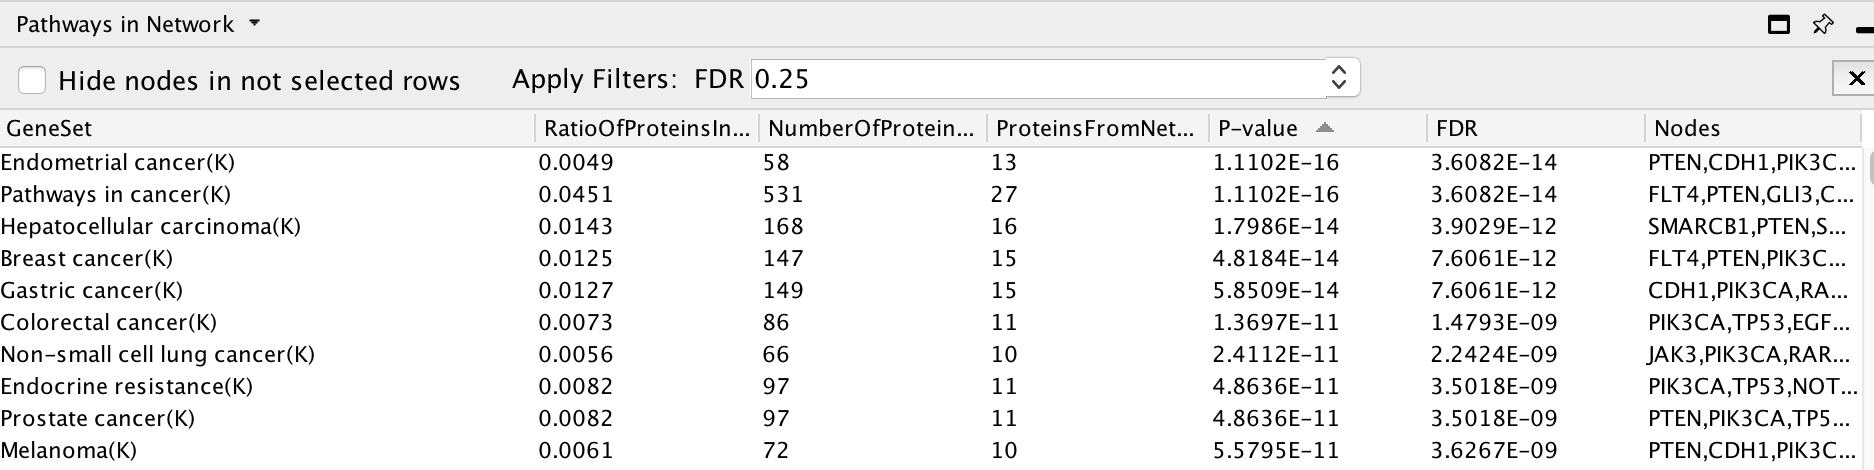 Pathways in Network
Hide nodes in not selected rows Apply Filters: FDR 0.25
GeneSet RatioOfProteinsIn... NumberOfProtein... ProteinsFromNet... P-value FDR Nodes
Endometrial cancer(K) 0.0049 58 13 1.1102E-16 3.6082E-14 PTEN,CDH1,PIK3C...
Pathways in cancer(K) 0.0451 531 27 1.1102E-16 3.6082E-14 FLT4,PTEN,GLI3,C...
Hepatocellular carcinoma(K) 0.0143 168 16 1.7986E-14 3.9029E-12 SMARCB1,PTEN,S...
Breast cancer(K) 0.0125 147 15 4.8184E-14 7.6061E-12 FLT4,PTEN,PIK3C...
Gastric cancer(K) 0.0127 149 15 5.8509E-14 7.6061E-12 CDH1,PIK3CA,RA...
Colorectal cancer(K) 0.0073 86 11 1.3697E-11 1.4793E-09 PIK3CA,TP53,EGF...
Non-small cell lung cancer(K) 0.0056 66 10 2.4112E-11 2.2424E-09 JAK3,PIK3CA,RAR...
Endocrine resistance(K) 0.0082 97 11 4.8636E-11 3.5018E-09 PIK3CA,TP53,NOT...
Prostate cancer(K) 0.0082 97 11 4.8636E-11 3.5018E-09 PTEN,PIK3CA,TP5...
Melanoma(K) 0.0061 72 10 5.5795E-11 3.6267E-09 PTEN,CDH1,PIK3C...